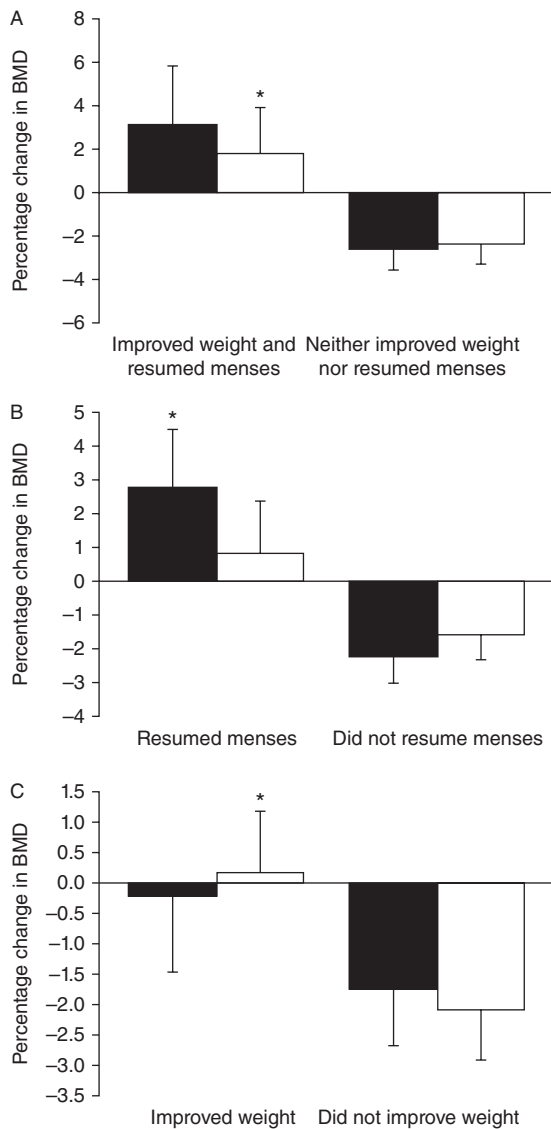 A
Percentage change in BMD
8
6
4
2
0
–2
–4
–6
*
Improved weight and
resumed menses
Neither improved weight
nor resumed menses
B
Percentage change in BMD
5
4
3
2
1
0
–1
–2
–3
–4
*
Resumed menses
Did not resume menses
C
Percentage change in BMD
1.5
1.0
0.5
0.0
–0.5
–1.0
–1.5
–2.0
–2.5
–3.0
–3.5
*
Improved weight
Did not improve weight